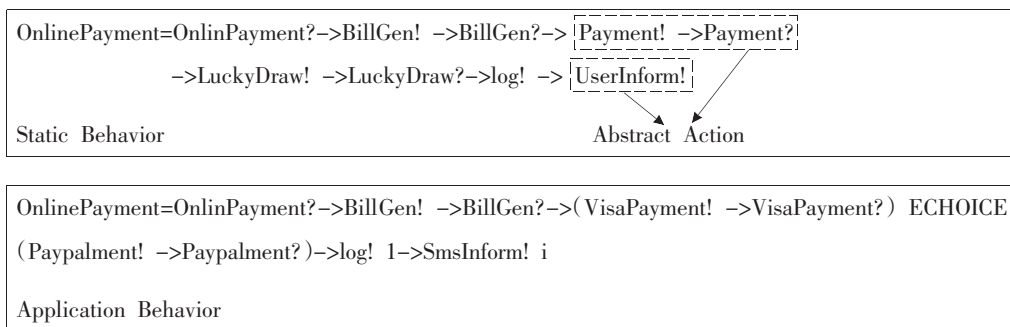 OnlinePayment=OnlinPayment?->BillGen! ->BillGen?-> Payment! ->Payment?
->LuckyDraw! ->LuckyDraw?->log! -> UserInform!
Static Behavior Abstract Action
OnlinePayment=OnlinPayment?->BillGen! ->BillGen?->(VisaPayment! ->VisaPayment?) ECHOICE
(Paypalment! ->Paypalment?)->log! 1->SmsInform! i
Application Behavior